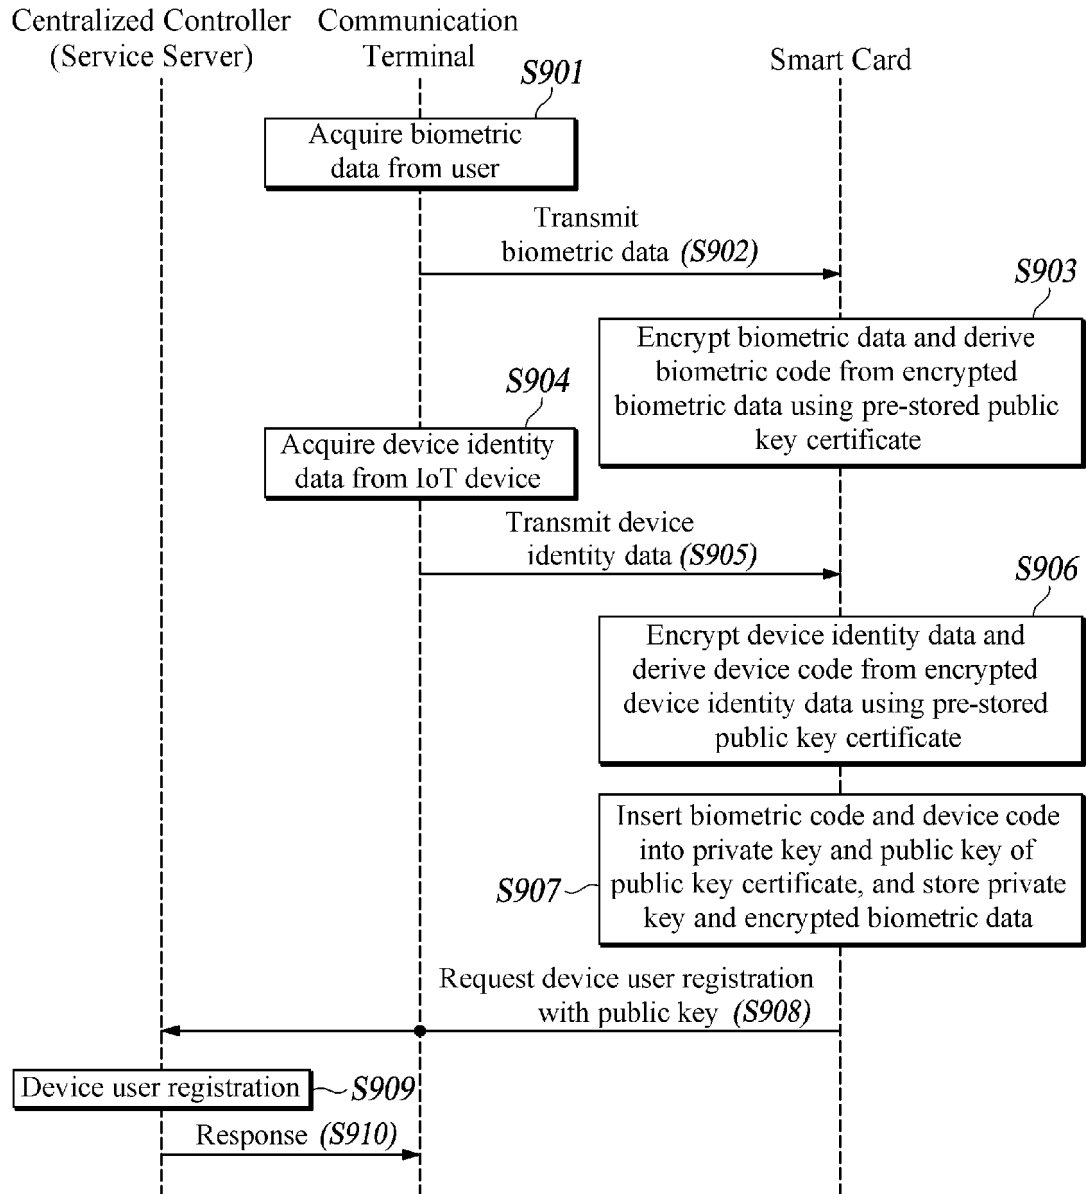 Centralized Controller
(Service Server)
Communication
Terminal
Smart Card
S901
Acquire biometric
data from user
Transmit
biometric data (S902)
S903
Encrypt biometric data and derive
biometric code from encrypted
biometric data using pre-stored public
key certificate
S904
Acquire device identity
data from IoT device
Transmit device
identity data (S905)
S906
Encrypt device identity data and
derive device code from encrypted
device identity data using pre-stored
public key certificate
Insert biometric code and device code
into private key and public key of
public key certificate, and store private
key and encrypted biometric data
S907
Request device user registration
with public key (S908)
Device user registration
S909
Response (S910)